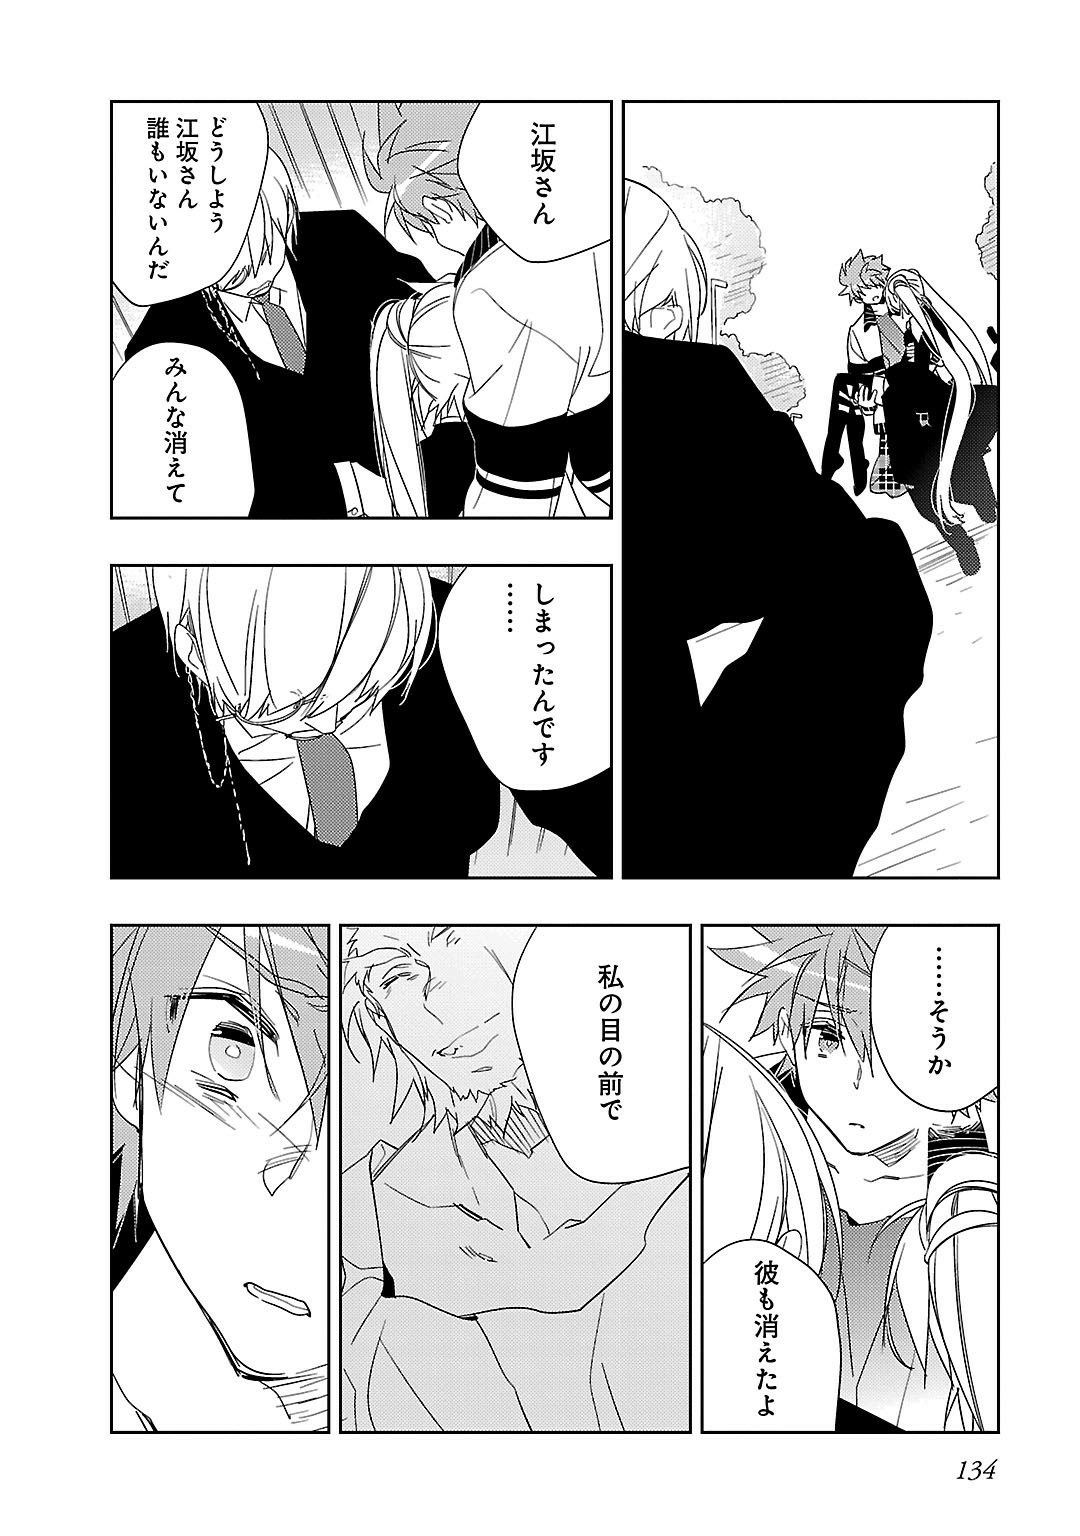 江坂さん
どうしよう
江坂さん
誰もいないんだ
みんな消えて
しまったんです
……
……そうか
彼も消えたよ
私の目の前で
134